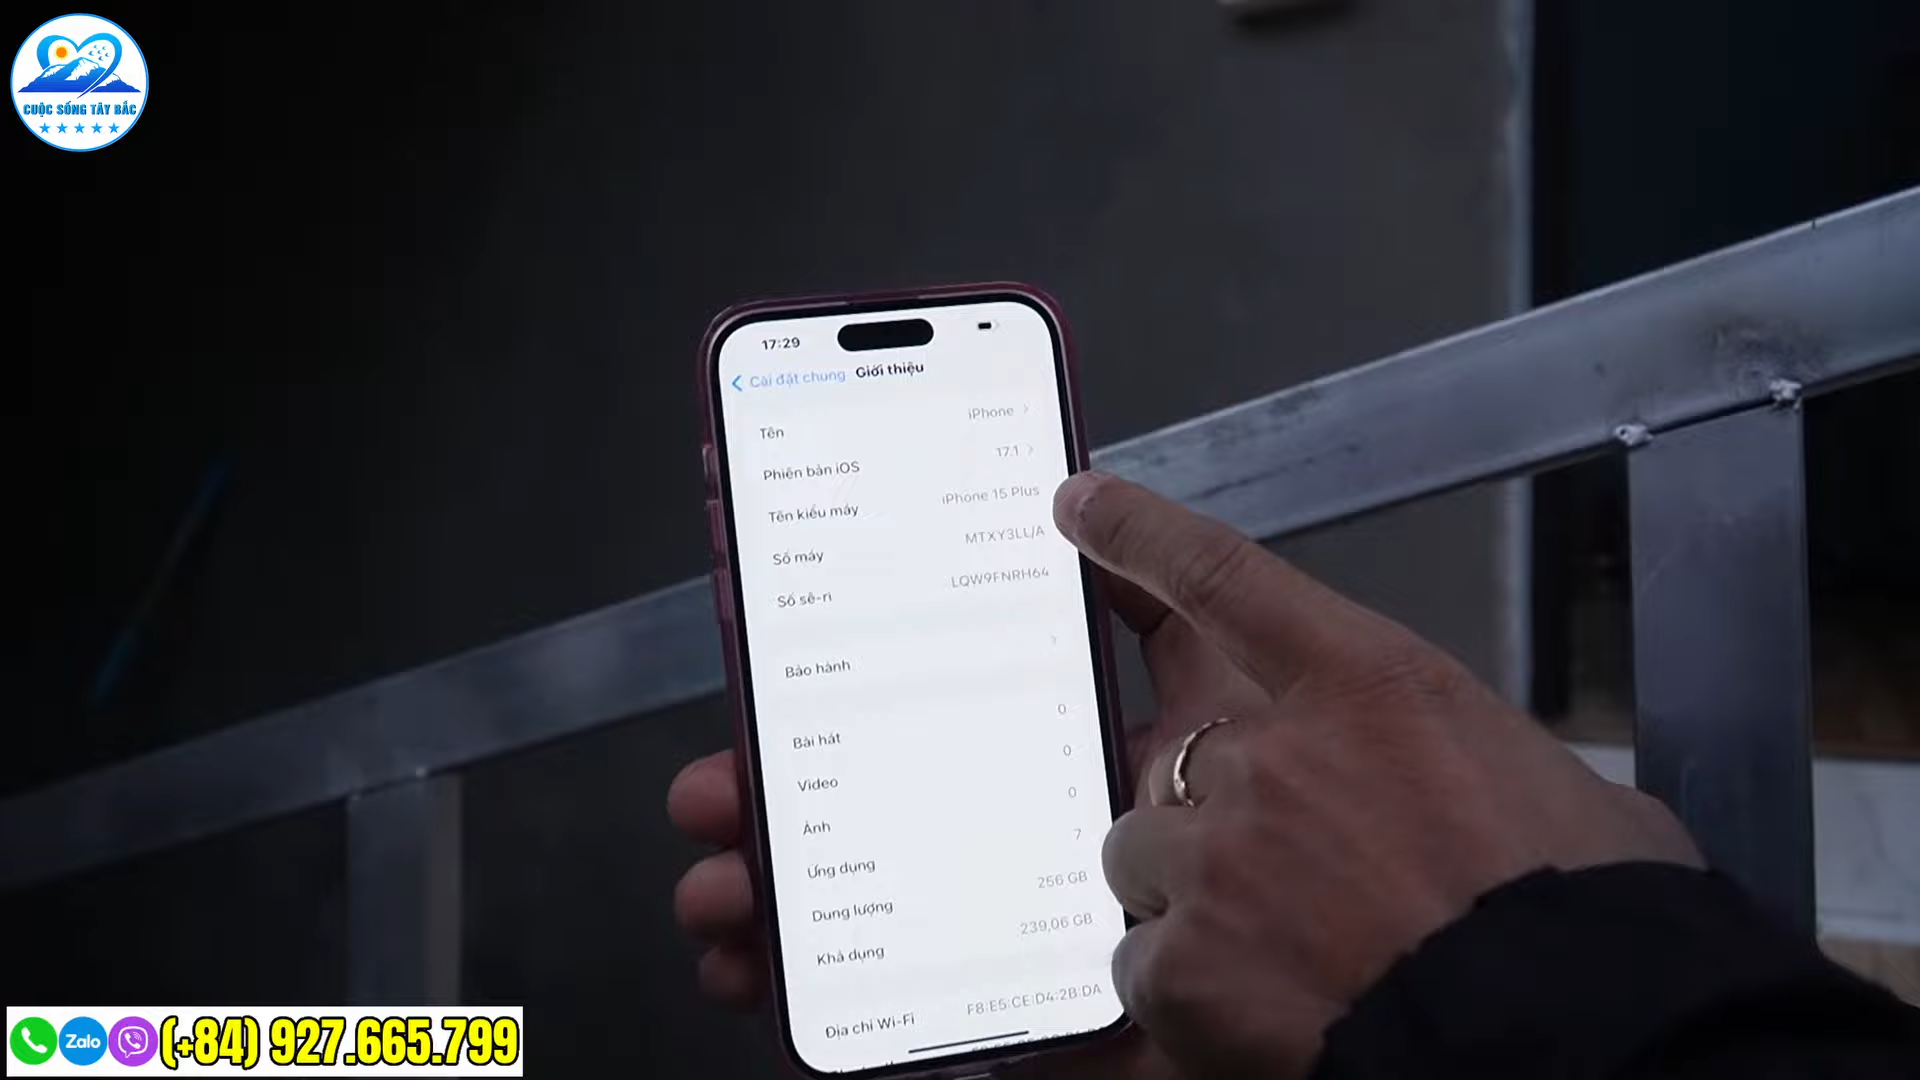 CUỘC SỐNG TÂY BẮC
17:29
Cài đặt chung Giới thiệu
Tên iPhone
Phiên bản iOS 17.1
Tên kiểu máy iPhone 15 Plus
Số máy MTXY3LL/A
Số sê-ri LQW9FNRH64
Bảo hành
Bài hát 0
Video 0
Ảnh 0
Ứng dụng 7
Dung lượng 256 GB
Khả dụng 239,06 GB
Địa chỉ Wi-Fi F8:E5:CE:D4:2B:DA
Zalo (+84) 927.665.799